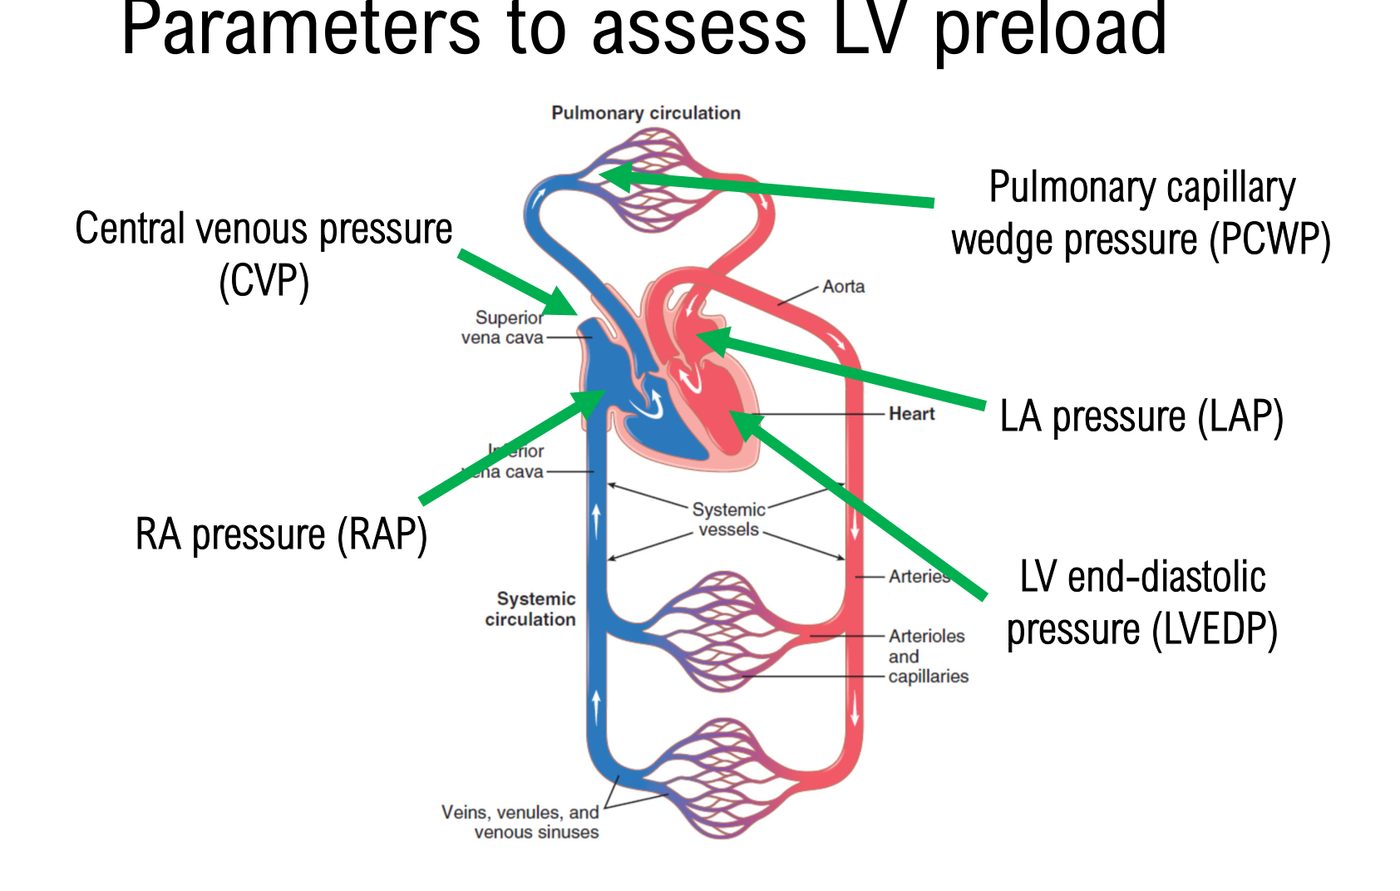 Parameters to assess LV preload
Pulmonary circulation
Pulmonary capillary
wedge pressure (PCWP)
Central venous pressure
(CVP)
Aorta
Superior
vena cava
LA pressure (LAP)
Heart
Inferior
vena cava
RA pressure (RAP)
Systemic
vessels
LV end-diastolic
pressure (LVEDP)
Arteries
Systemic
circulation
Arterioles
and
capillaries
Veins, venules, and
venous sinuses